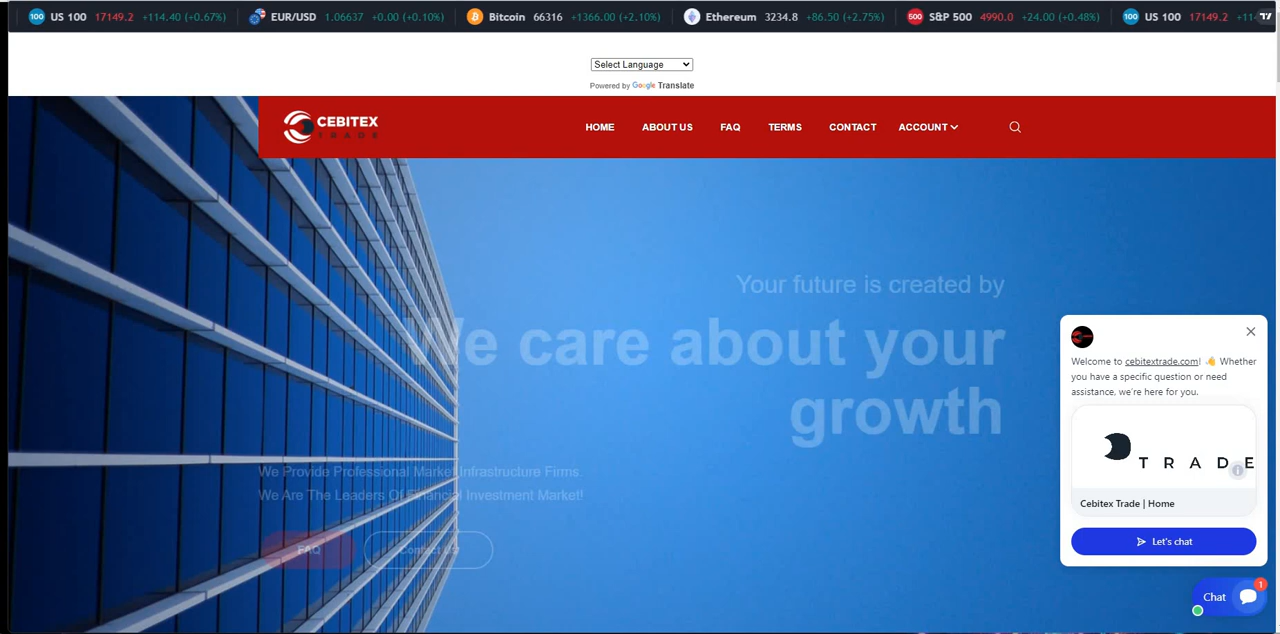 US 100 17149.2 +114.40 (+0.67%) EUR/USD 1.06637 +0.00 (+0.10%) Bitcoin 66316 +1366.00 (+2.10%) Ethereum 3234.8 +86.50 (+2.75%) S&P 500 4990.0 +24.00 (+0.48%) US 100 17149.2
Select Language
Powered by Google Translate
CEBITEX
TRADE
HOME ABOUT US FAQ TERMS CONTACT ACCOUNT
Your future is created by
We care about your
growth
We Provide Professional Market Infrastructure Firms.
We Are The Leaders Of Financial Investment Market!
FAQ Contact Us
Welcome to cebitextrade.com! 👋 Whether
you have a specific question or need
assistance, we're here for you.
TRADE
Cebitex Trade | Home
Let's chat
Chat 1